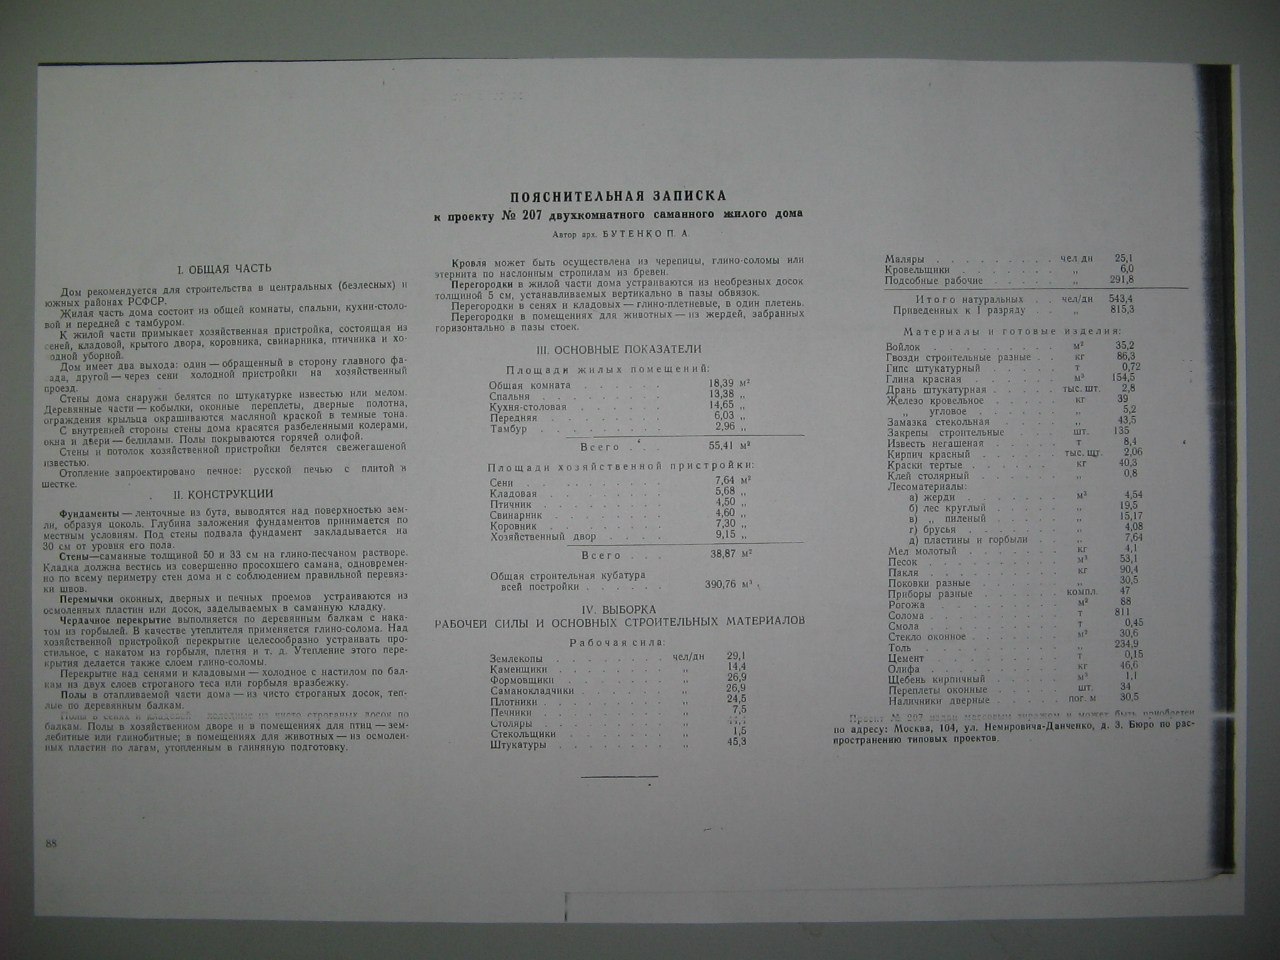 ПОЯСНИТЕЛЬНАЯ ЗАПИСКА
к проекту № 207 двухкомнатного саманного жилого дома
Автор арх. БУТЕНКО П. А.
I. ОБЩАЯ ЧАСТЬ
Дом рекомендуется для строительства в центральных (безлесных) и
южных районах РСФСР.
Жилая часть дома состоит из общей комнаты, спальни, кухни-столо-
вой и передней с тамбуром.
К жилой части примыкает хозяйственная пристройка, состоящая из
сеней, кладовой, крытого двора, коровника, свинарника, птичника и хо-
одной уборной.
Дом имеет два выхода: один — обращенный в сторону главного фа-
ада, другой — через сени холодной пристройки на хозяйственный
проезд.
Стены дома снаружи белятся по штукатурке известью или мелом.
Деревянные части — кобылки, оконные переплеты, дверные полотна,
ограждения крыльца окрашиваются масляной краской в темные тона.
С внутренней стороны стены дома красятся разбеленными колерами,
окна и двери — белилами. Полы покрываются горячей олифой.
Стены и потолок хозяйственной пристройки белятся свежегашеной
известью.
Отопление запроектировано печное: русской печью с плитой в
шестке.
II. КОНСТРУКЦИИ
Фундаменты — ленточные из бута, выводятся над поверхностью зем-
ли, образуя цоколь. Глубина заложения фундаментов принимается по
местным условиям. Под стены подвала фундамент закладывается на
30 см от уровня его пола.
Стены—саманные толщиной 50 и 33 см на глино-песчаном растворе.
Кладка должна вестись из совершенно просохшего самана, одновремен-
но по всему периметру стен дома и с соблюдением правильной перевяз-
ки швов.
Перемычки оконных, дверных и печных проемов устраиваются из
осмоленных пластин или досок, заделываемых в саманную кладку.
Чердачное перекрытие выполняется по деревянным балкам с нака-
том из горбылей. В качестве утеплителя применяется глино-солома. Над
хозяйственной пристройкой перекрытие целесообразно устраивать про-
стильное, с накатом из горбыля, плетня и т. д. Утепление этого пере-
крытия делается также слоем глино-соломы.
Перекрытие над сенями и кладовыми — холодное с настилом по бал-
кам из двух слоев строганого теса или горбыля вразбежку.
Полы в отапливаемой части дома — из чисто строганых досок, теп-
лые по деревянным балкам.
Полы в сенях и кладовой — холодные из чисто строганых досок по
балкам. Полы в хозяйственном дворе и в помещениях для птиц — зем-
лебитные или глинобитные; в помещениях для животных — из осмолен-
ных пластин по лагам, утопленным в глиняную подготовку.
88
Кровля может быть осуществлена из черепицы, глино-соломы или
этернита по наслонным стропилам из бревен.
Перегородки в жилой части дома устраиваются из необрезных досок
толщиной 5 см, устанавливаемых вертикально в пазы обвязок.
Перегородки в сенях и кладовых — глино-плетневые, в один плетень.
Перегородки в помещениях для животных — из жердей, забранных
горизонтально в пазы стоек.
III. ОСНОВНЫЕ ПОКАЗАТЕЛИ
Площади жилых помещений:
Общая комната . . . . . . 18,39 м²
Спальня . . . . . . . 13,38 „
Кухня-столовая . . . . . . 14,65 „
Передняя . . . . . . . 6,03 „
Тамбур . . . . . . . . 2,96 „
Всего . . . 55,41 м²
Площади хозяйственной пристройки:
Сени . . . . . . . . 7,64 м²
Кладовая . . . . . . . 5,68 „
Птичник . . . . . . . 4,50 „
Свинарник . . . . . . . 4,60 „
Коровник . . . . . . . 7,30 „
Хозяйственный двор . . . . 9,15 „
Всего . . . 38,87 м²
Общая строительная кубатура
всей постройки . . . . . . 390,76 м³
IV. ВЫБОРКА
РАБОЧЕЙ СИЛЫ И ОСНОВНЫХ СТРОИТЕЛЬНЫХ МАТЕРИАЛОВ
Рабочая сила:
Землекопы . . . . . . . чел/дн 29,1
Каменщики . . . . . . . „ 14,4
Формовщики . . . . . . „ 26,9
Саманокладчики . . . . . . „ 26,9
Плотники . . . . . . . „ 24,5
Печники . . . . . . . „ 7,5
Столяры . . . . . . . „
Стекольщики . . . . . . „ 1,5
Штукатуры . . . . . . . „ 45,3
Маляры . . . . . . . . чел.дн 25,1
Кровельщики . . . . . . „ 6,0
Подсобные рабочие . . . . . „ 291,8
Итого натуральных . чел/дн 543,4
Приведенных к I разряду . . „ 815,3
Материалы и готовые изделия:
Войлок . . . . . . . . м² 35,2
Гвозди строительные разные . . кг 86,3
Гипс штукатурный . . . . . т 0,72
Глина красная . . . . . . м³ 154,5
Дрань штукатурная . . . . . тыс. шт. 2,8
Железо кровельное . . . . . кг 39
„ угловое . . . . . . „ 5,2
Замазка стекольная . . . . . „ 43,5
Закрепы строительные . . . . шт. 135
Известь негашеная . . . . . т 8,4
Кирпич красный . . . . . тыс. шт. 2,06
Краски тертые . . . . . . кг 40,3
Клей столярный . . . . . . „ 0,8
Лесоматериалы:
а) жерди . . . . . . м³ 4,54
б) лес круглый . . . . . „ 19,5
в) „ пиленый . . . . . „ 15,17
г) брусья . . . . . . „ 4,08
д) пластины и горбыли . . „ 7,64
Мел молотый . . . . . . кг 4,1
Песок . . . . . . . . м³ 53,1
Пакля . . . . . . . . кг 90,4
Поковки разные . . . . . . „ 30,5
Приборы разные . . . . . . компл. 47
Рогожа . . . . . . . . м² 88
Солома . . . . . . . . т 811
Смола . . . . . . . . т 0,45
Стекло оконное . . . . . . м² 30,6
Толь . . . . . . . . „ 234,9
Цемент . . . . . . . . т 0,15
Олифа . . . . . . . . кг 46,6
Щебень кирпичный . . . . . м³ 1,1
Переплеты оконные . . . . . шт. 34
Наличники дверные . . . . . пог. м 30,5
Проект № 207 издан массовым тиражом и может быть приобретен
по адресу: Москва, 104, ул. Немировича-Данченко, д. 3. Бюро по рас-
пространению типовых проектов.